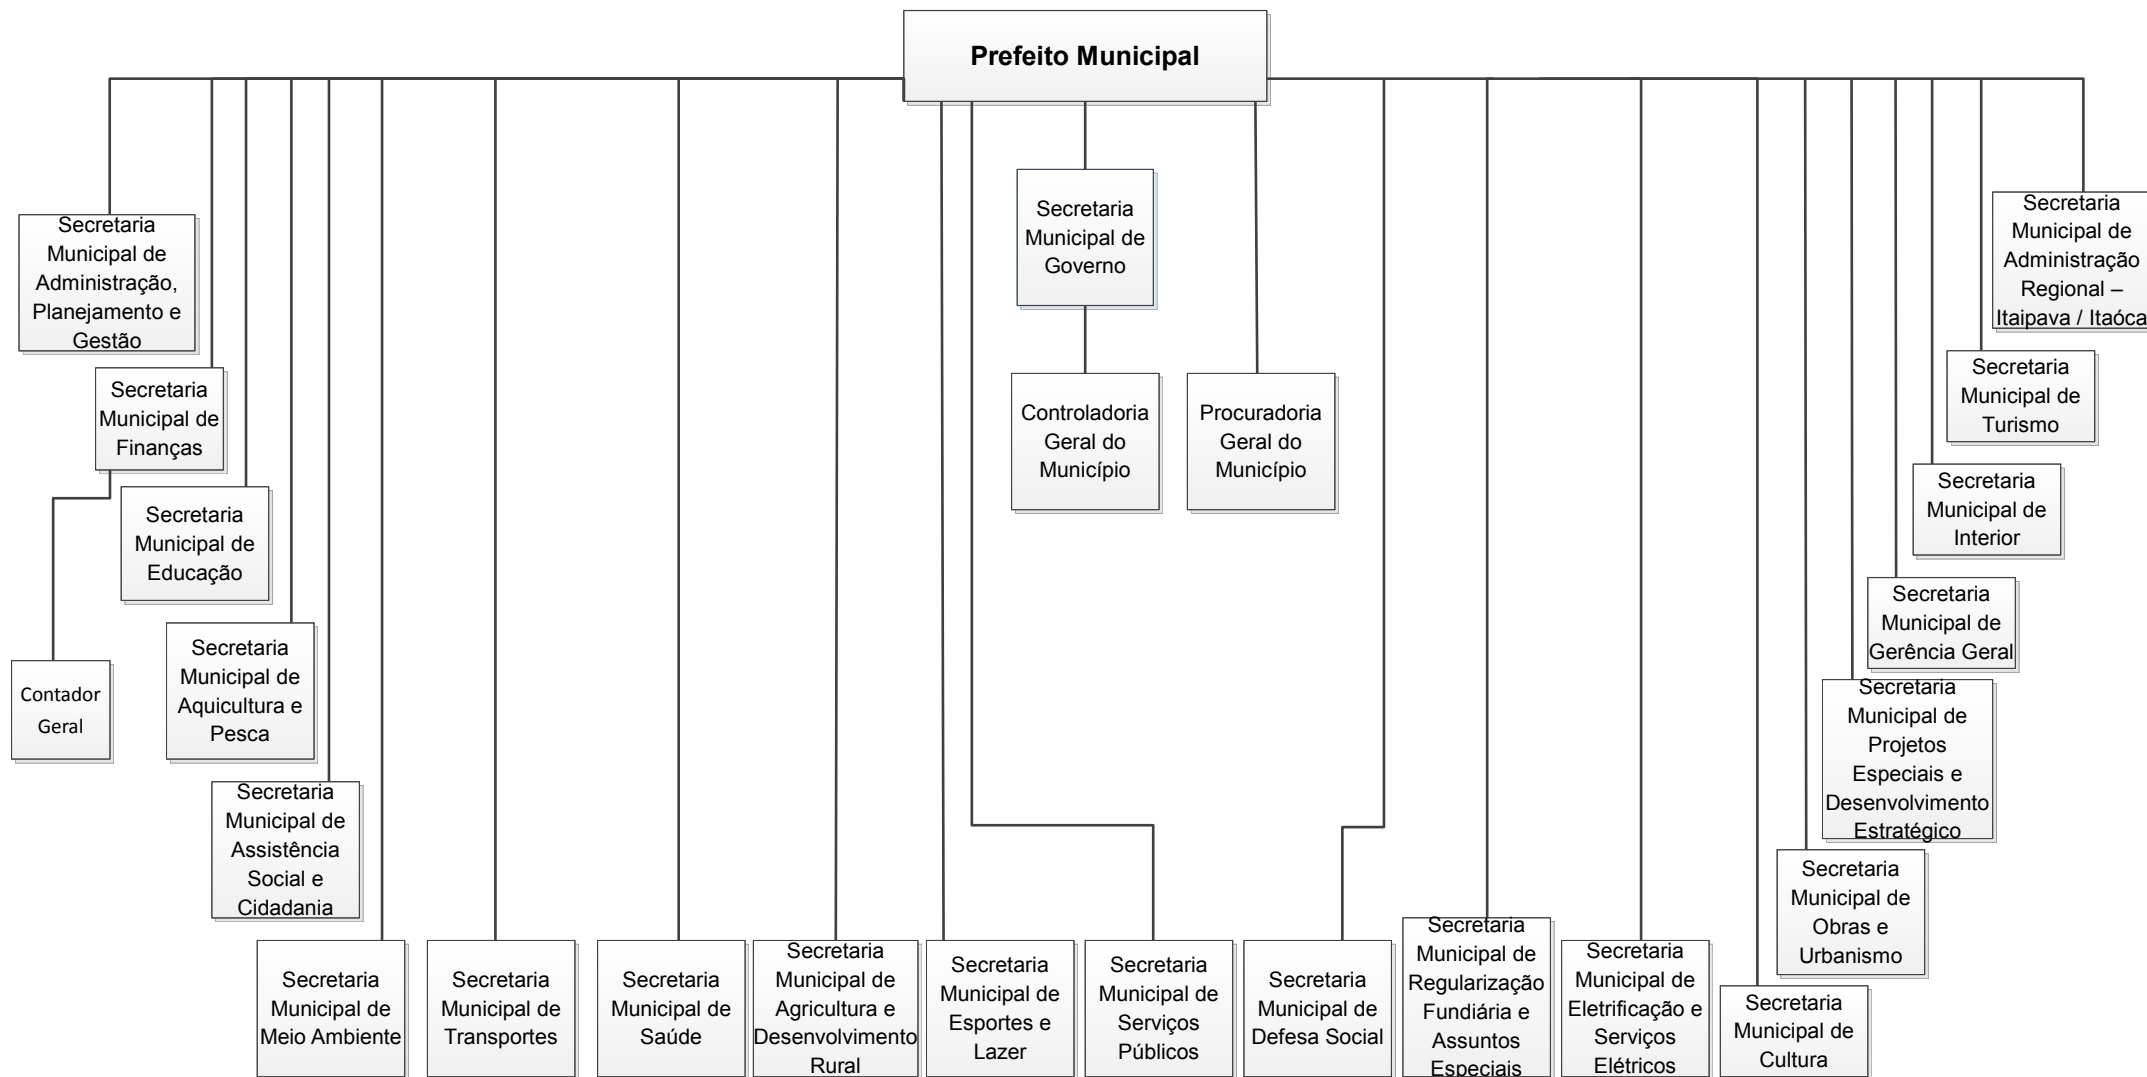 Prefeito Municipal
Secretaria
Municipal de
Governo
Secretaria
Municipal de
Administração
Regional –
Itaipava / Itaóca
Secretaria
Municipal de
Administração,
Planejamento e
Gestão
Secretaria
Municipal de
Turismo
Secretaria
Municipal de
Finanças
Controladoria
Geral do
Município
Procuradoria
Geral do
Município
Secretaria
Municipal de
Interior
Secretaria
Municipal de
Educação
Secretaria
Municipal de
Gerência Geral
Secretaria
Municipal de
Aquicultura e
Pesca
Contador
Geral
Secretaria
Municipal de
Projetos
Especiais e
Desenvolvimento
Estratégico
Secretaria
Municipal de
Assistência
Social e
Cidadania
Secretaria
Municipal de
Obras e
Urbanismo
Secretaria
Municipal de
Meio Ambiente
Secretaria
Municipal de
Transportes
Secretaria
Municipal de
Saúde
Secretaria
Municipal de
Agricultura e
Desenvolvimento
Rural
Secretaria
Municipal de
Esportes e
Lazer
Secretaria
Municipal de
Serviços
Públicos
Secretaria
Municipal de
Defesa Social
Secretaria
Municipal de
Regularização
Fundiária e
Assuntos
Especiais
Secretaria
Municipal de
Eletrificação e
Serviços
Elétricos
Secretaria
Municipal de
Cultura